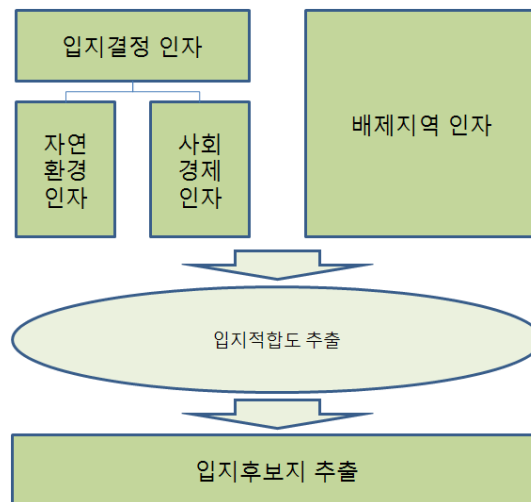 입지결정 인자
배제지역 인자
자연
환경
인자
사회
경제
인자
입지적합도 추출
입지후보지 추출